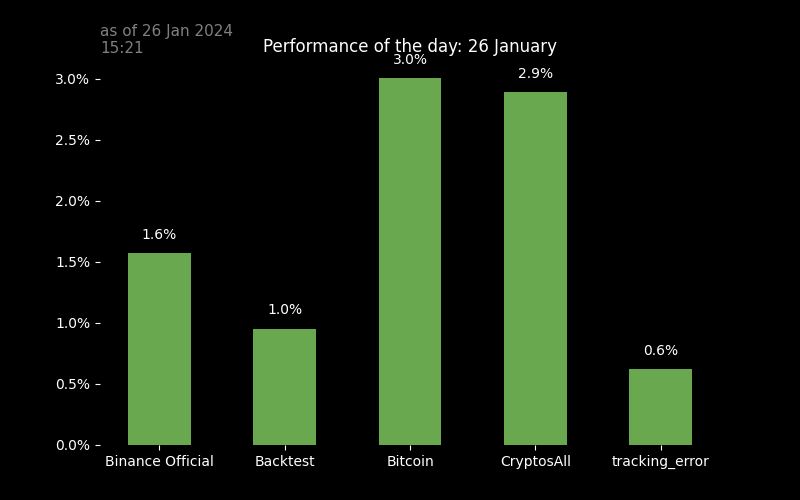 as of 26 Jan 2024
15:21
Performance of the day: 26 January
3.0%
2.5%
2.0%
1.5%
1.0%
0.5%
0.0%
1.6%
1.0%
3.0%
2.9%
0.6%
Binance Official
Backtest
Bitcoin
CryptosAll
tracking_error